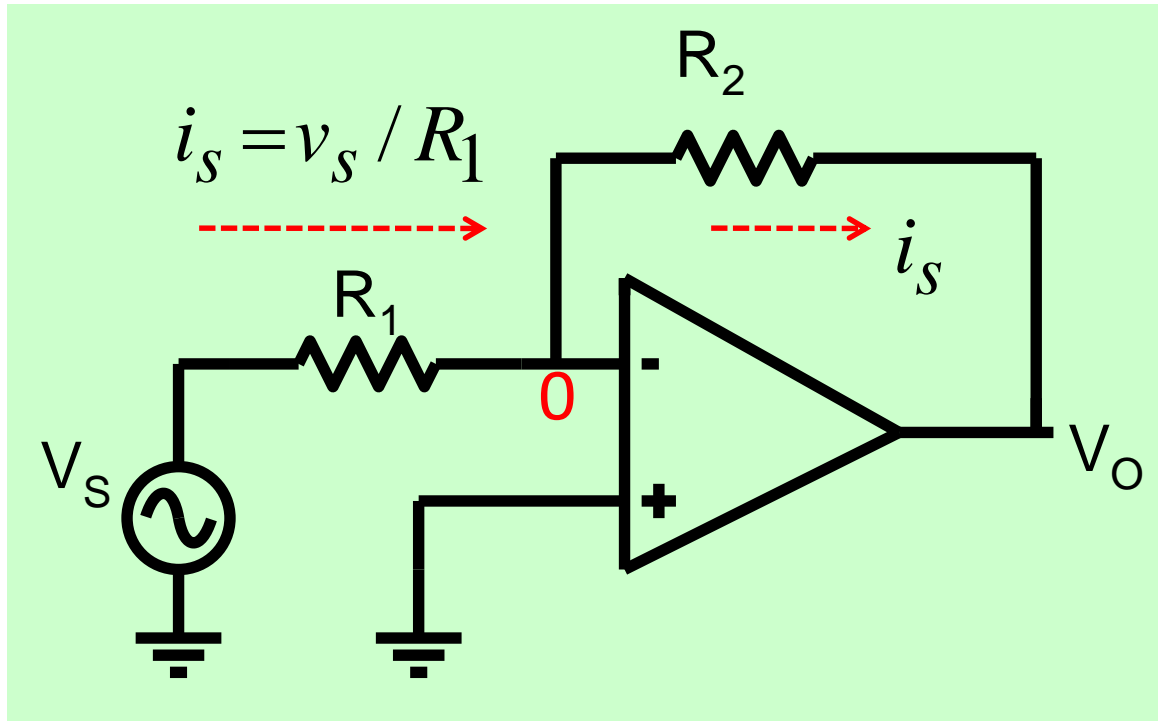 R2
is = vs / R1
is
R1
-
0
VS
+
VO